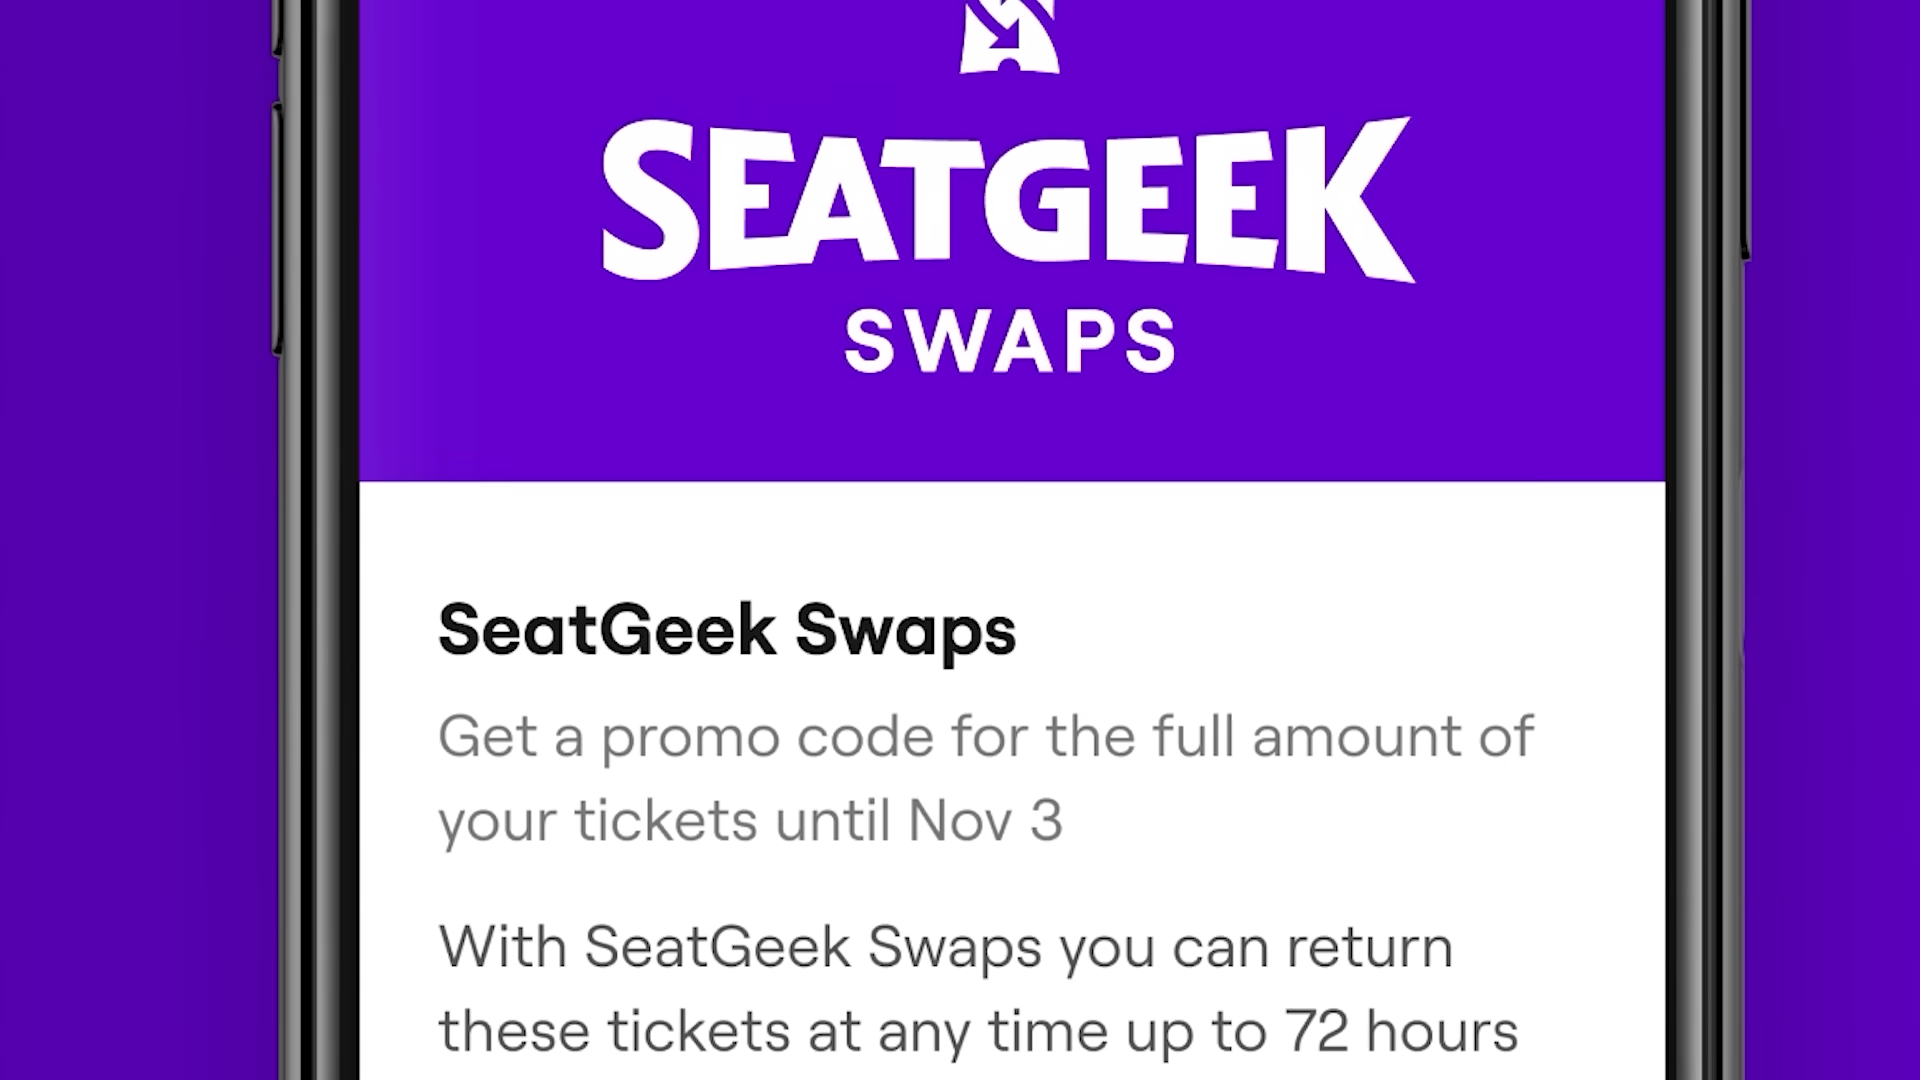 SEATGEEK
SWAPS
SeatGeek Swaps
Get a promo code for the full amount of
your tickets until Nov 3
With SeatGeek Swaps you can return
these tickets at any time up to 72 hours